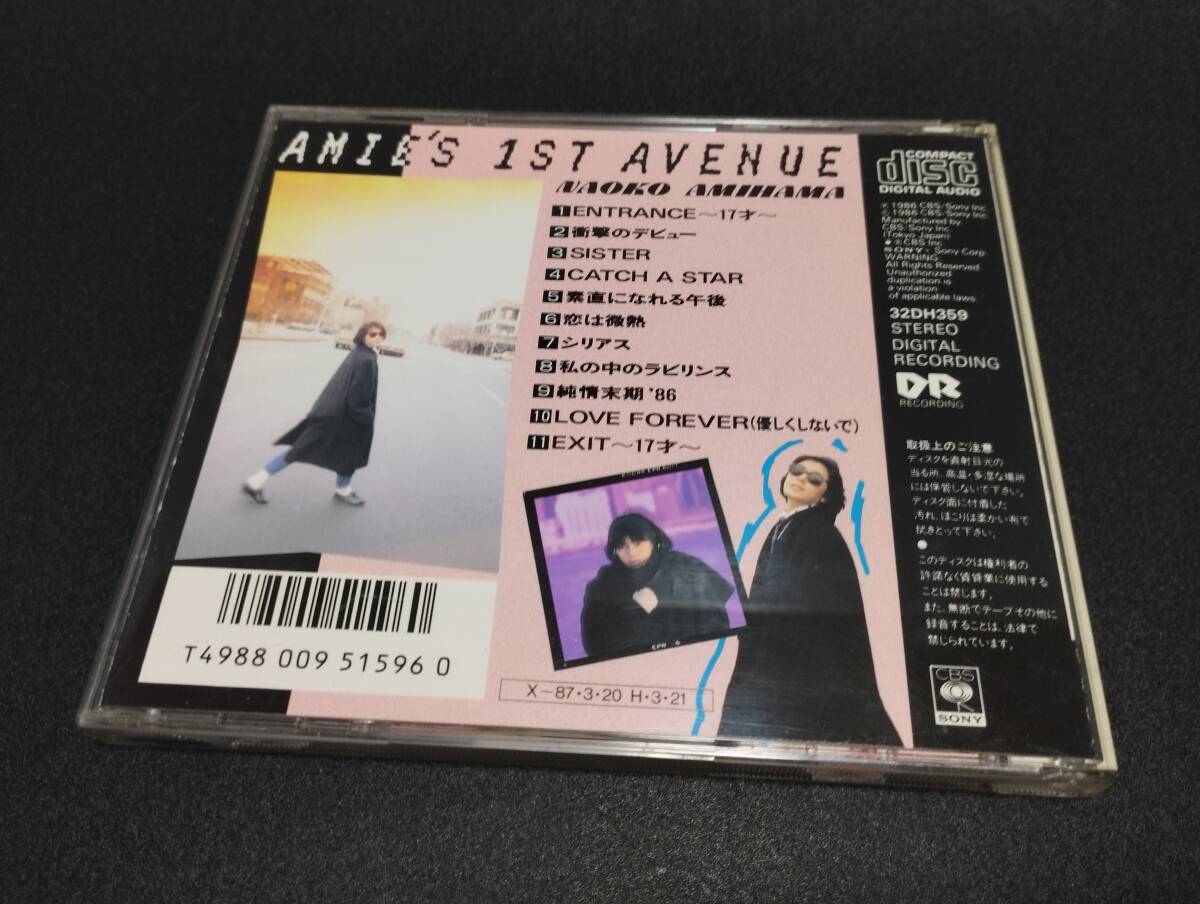 AMIE'S 1ST AVENUE
NAOKO AMIHAMA
1 ENTRANCE〜17才〜
2 衝撃のデビュー
3 SISTER
4 CATCH A STAR
5 素直になれる午後
6 恋は微熱
7 シリアス
8 私の中のラビリンス
9 純情末期'86
10 LOVE FOREVER(優しくしないで)
11 EXIT〜17才〜
T4988 009 51596 0
X〜87・3・20 H・3・21
COMPACT
disc
DIGITAL AUDIO
℗ 1986 CBS/Sony Inc.
© 1986 CBS/Sony Inc.
Manufactured by
CBS/Sony Inc.
(Tokyo Japan)
CBS Inc.
SONY Sony Corp.
WARNING
All Rights Reserved
Unauthorized
duplication is
a violation
of applicable laws.
32DH359
STEREO
DIGITAL
RECORDING
DR
RECORDING
取扱上のご注意
ディスクを直射日光の
当る所、高温・多湿な場所
には保管しないで下さい。
ディスク面に付着した
汚れ、ほこりは柔かい布で
拭きとって下さい。
●
このディスクは権利者の
許諾なく賃貸業に使用する
ことは禁じます。
また、無断でテープその他に
録音することは、法律で
禁じられています。
CBS
SONY